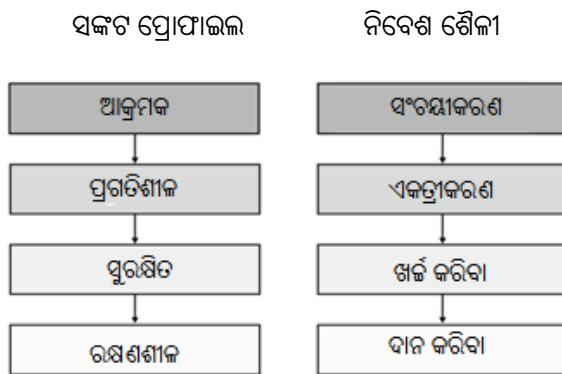 ସଙ୍କଟ ପ୍ରୋଫାଇଲ
ନିବେଶ ଶୈଳୀ
ଆକ୍ରମକ
ସଂଚୟୀକରଣ
ପ୍ରଗତିଶୀଳ
ଏକତ୍ରୀକରଣ
ସୁରକ୍ଷିତ
ଖର୍ଚ୍ଚ କରିବା
ରକ୍ଷଣଶୀଳ
ଦାନ କରିବା